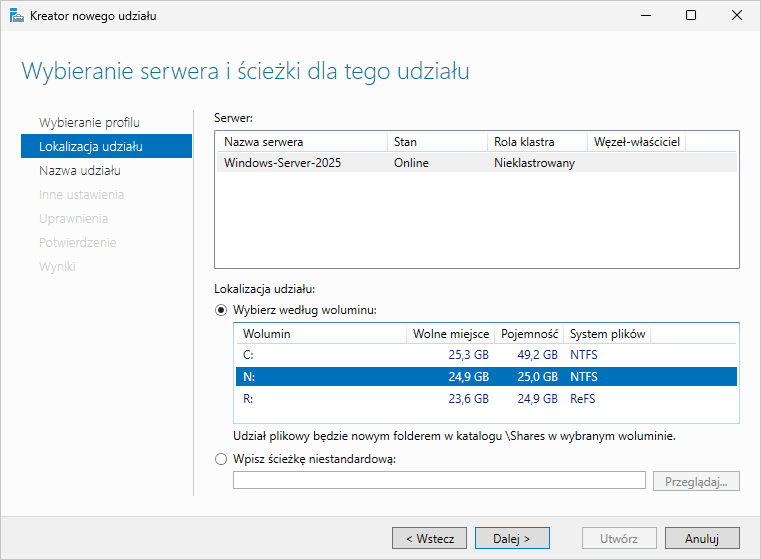 Kreator nowego udziału
Wybieranie serwera i ścieżki dla tego udziału
Wybieranie profilu
Lokalizacja udziału
Nazwa udziału
Inne ustawienia
Uprawnienia
Potwierdzenie
Wyniki
Serwer:
Nazwa serwera Stan Rola klastra Węzeł-właściciel
Windows-Server-2025 Online Nieklastrowany
Lokalizacja udziału:
Wybierz według woluminu:
Wolumin Wolne miejsce Pojemność System plików
C: 25,3 GB 49,2 GB NTFS
N: 24,9 GB 25,0 GB NTFS
R: 23,6 GB 24,9 GB ReFS
Udział plikowy będzie nowym folderem w katalogu \Shares w wybranym woluminie.
Wpisz ścieżkę niestandardową:
Przeglądaj...
< Wstecz Dalej > Utwórz Anuluj